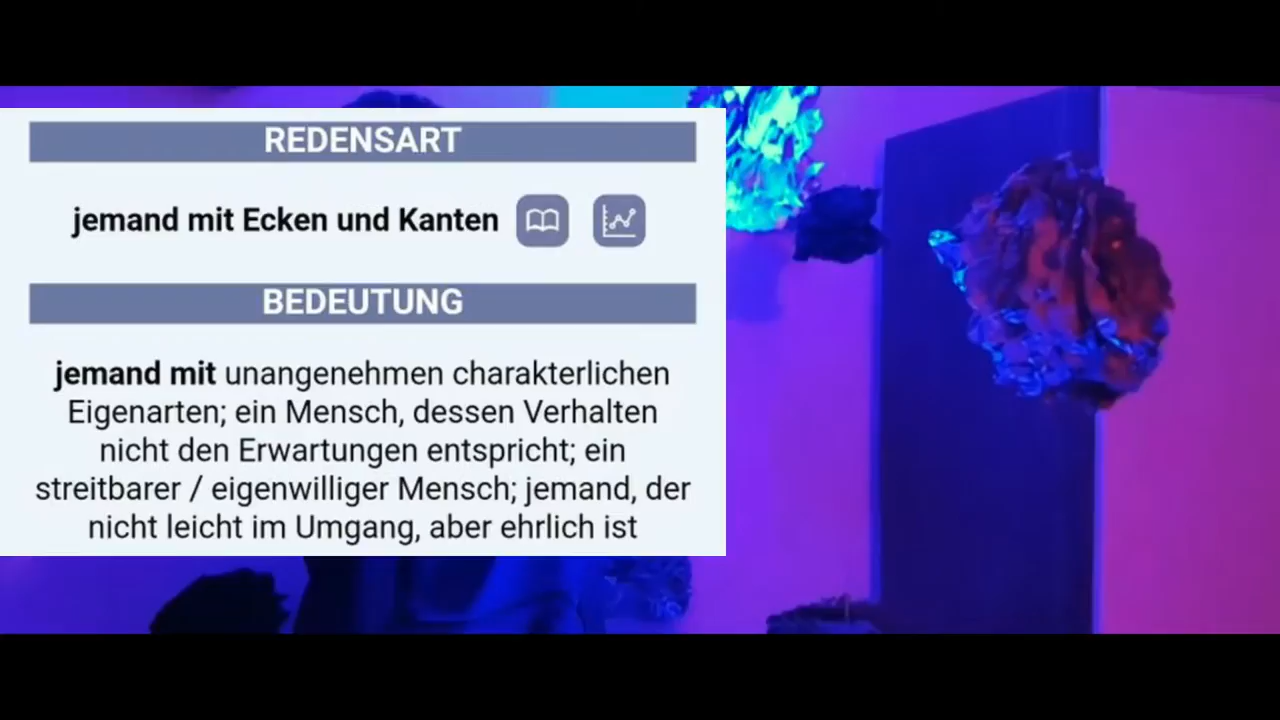 REDENSART
jemand mit Ecken und Kanten
BEDEUTUNG
jemand mit unangenehmen charakterlichen
Eigenarten; ein Mensch, dessen Verhalten
nicht den Erwartungen entspricht; ein
streitbarer / eigenwilliger Mensch; jemand, der
nicht leicht im Umgang, aber ehrlich ist